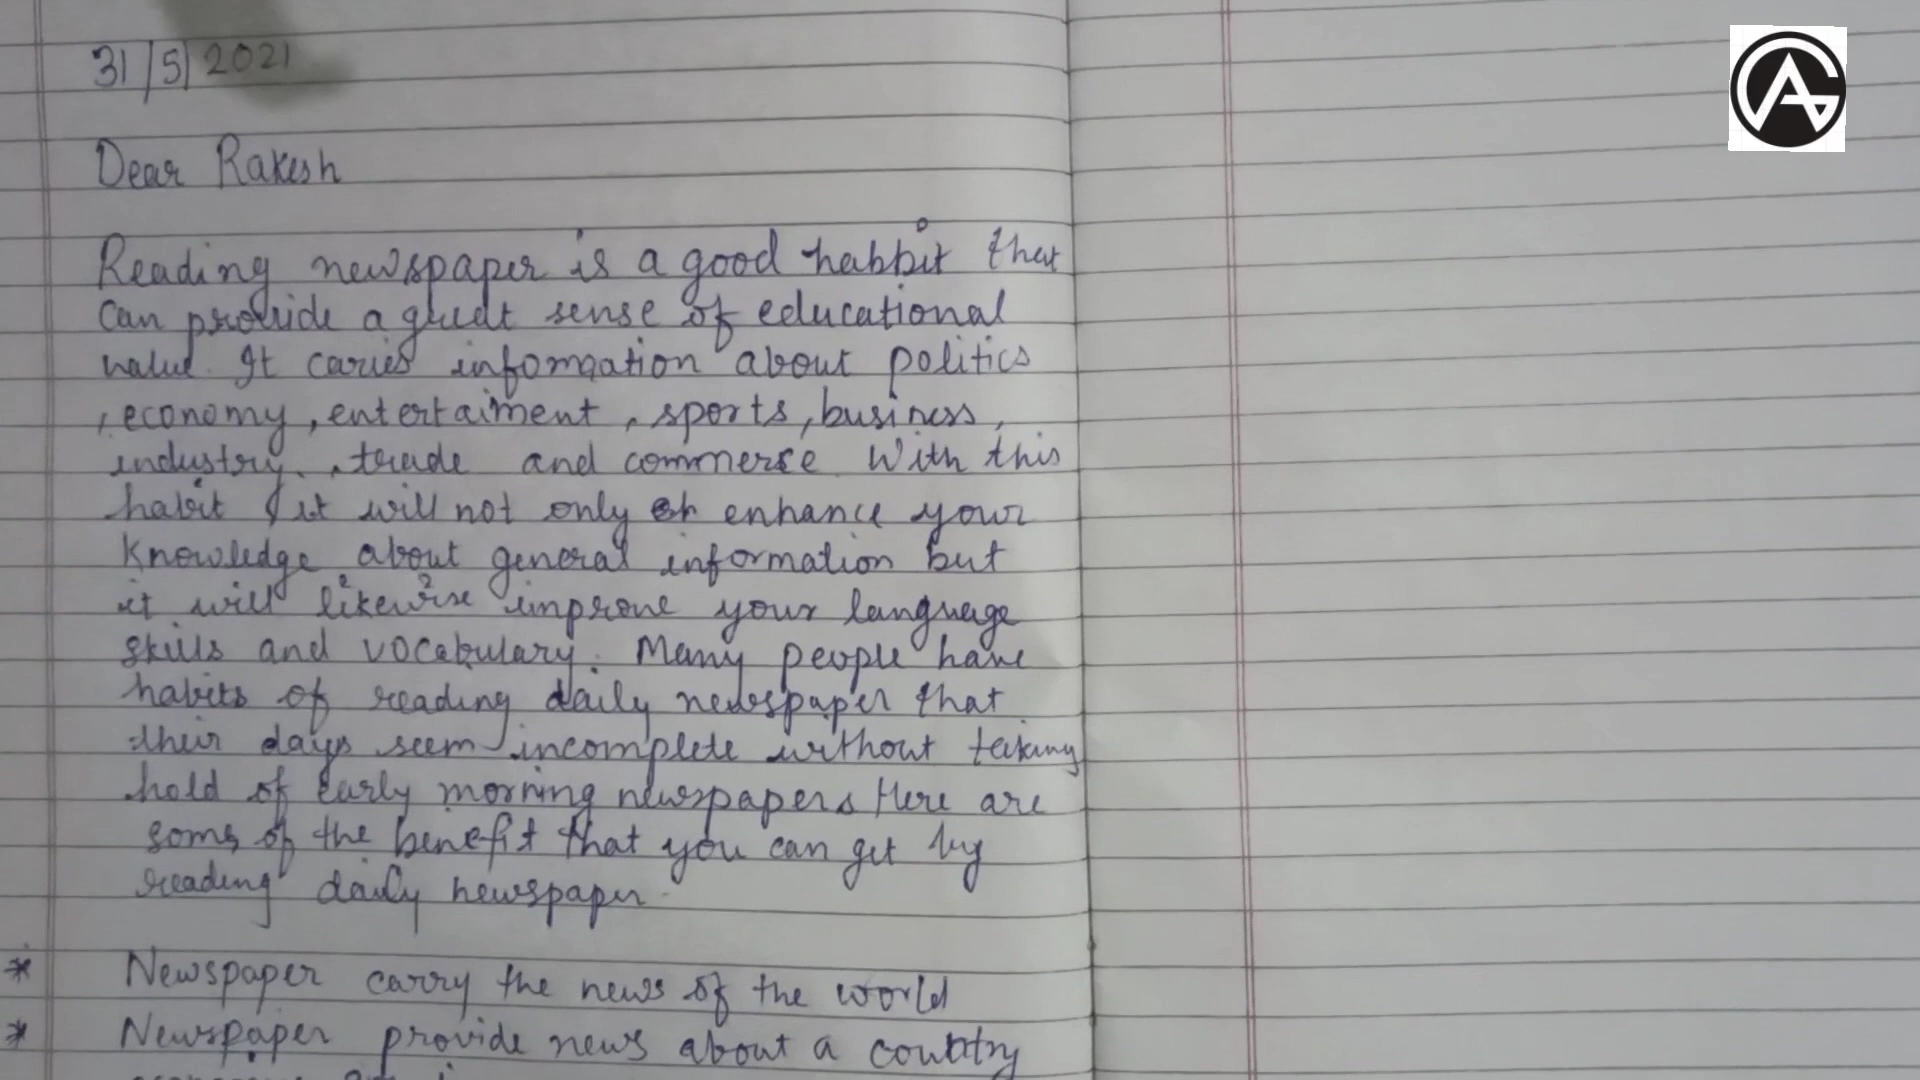 31/5/2021
Dear Rakesh
Reading newspaper is a good habbit that
can provide a great sense of educational
value. It caries information about politics
, economy, entertaiment, sports, business,
industry, trade and commerse. With this
habit it will not only enhance your
knowledge about general information but
it will likewise improve your language
skills and vocabulary. Many people have
habits of reading daily newspaper that
their days seem incomplete without taking
hold of early morning newspapers Here are
some of the benefit that you can get by
reading daily newspaper.
* Newspaper carry the news of the world
* Newspaper provide news about a country